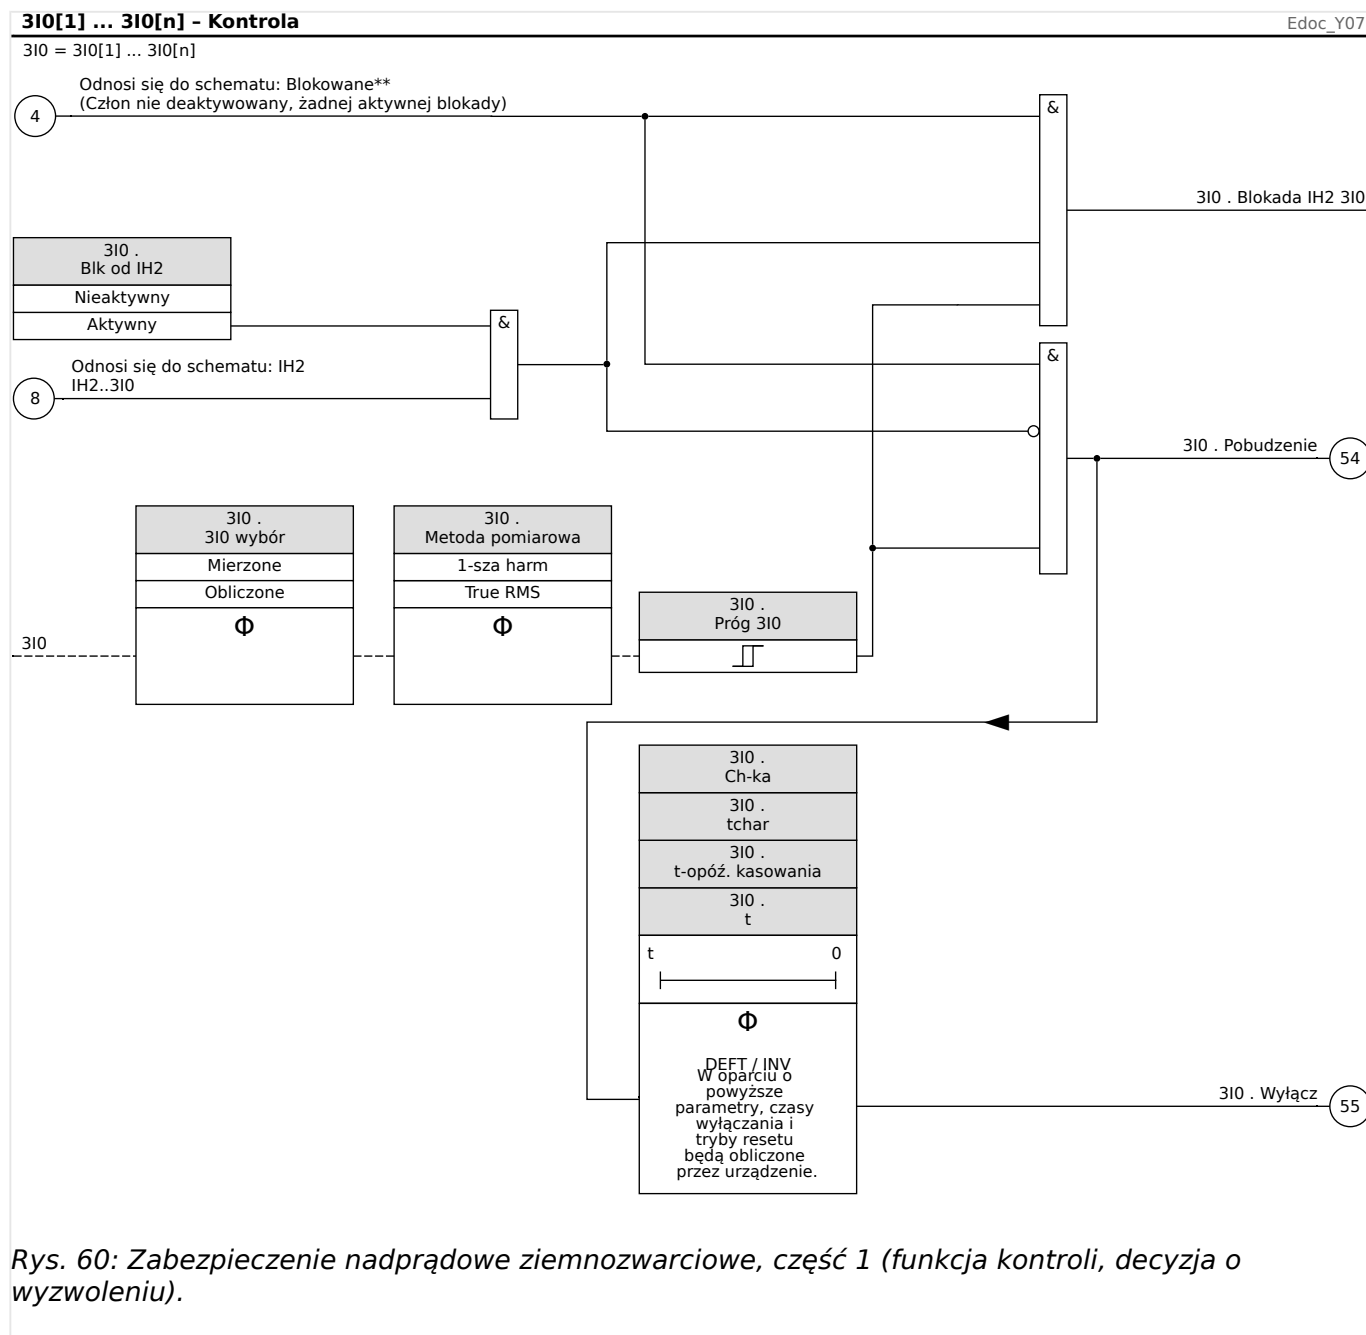 3I0[1] ... 3I0[n] – Kontrola
Edoc_Y07
3I0 = 3I0[1] ... 3I0[n]
Odnosi się do schematu: Blokowane**
(Człon nie deaktywowany, żadnej aktywnej blokady)
4
&
3I0 . Blokada IH2 3I0
3I0 .
Blk od IH2
Nieaktywny
Aktywny
&
Odnosi się do schematu: IH2
IH2..3I0
8
&
3I0 . Pobudzenie
54
3I0 .
3I0 wybór
Mierzone
Obliczone
Φ
3I0 .
Metoda pomiarowa
1-sza harm
True RMS
Φ
3I0 .
Próg 3I0
3I0
3I0 .
Ch-ka
3I0 .
tchar
3I0 .
t-opóź. kasowania
3I0 .
t
t 0
Φ
DEFT / INV
W oparciu o
powyższe
parametry, czasy
wyłączania i
tryby resetu
będą obliczone
przez urządzenie.
3I0 . Wyłącz
55
Rys. 60: Zabezpieczenie nadprądowe ziemnozwarciowe, część 1 (funkcja kontroli, decyzja o
wyzwoleniu).